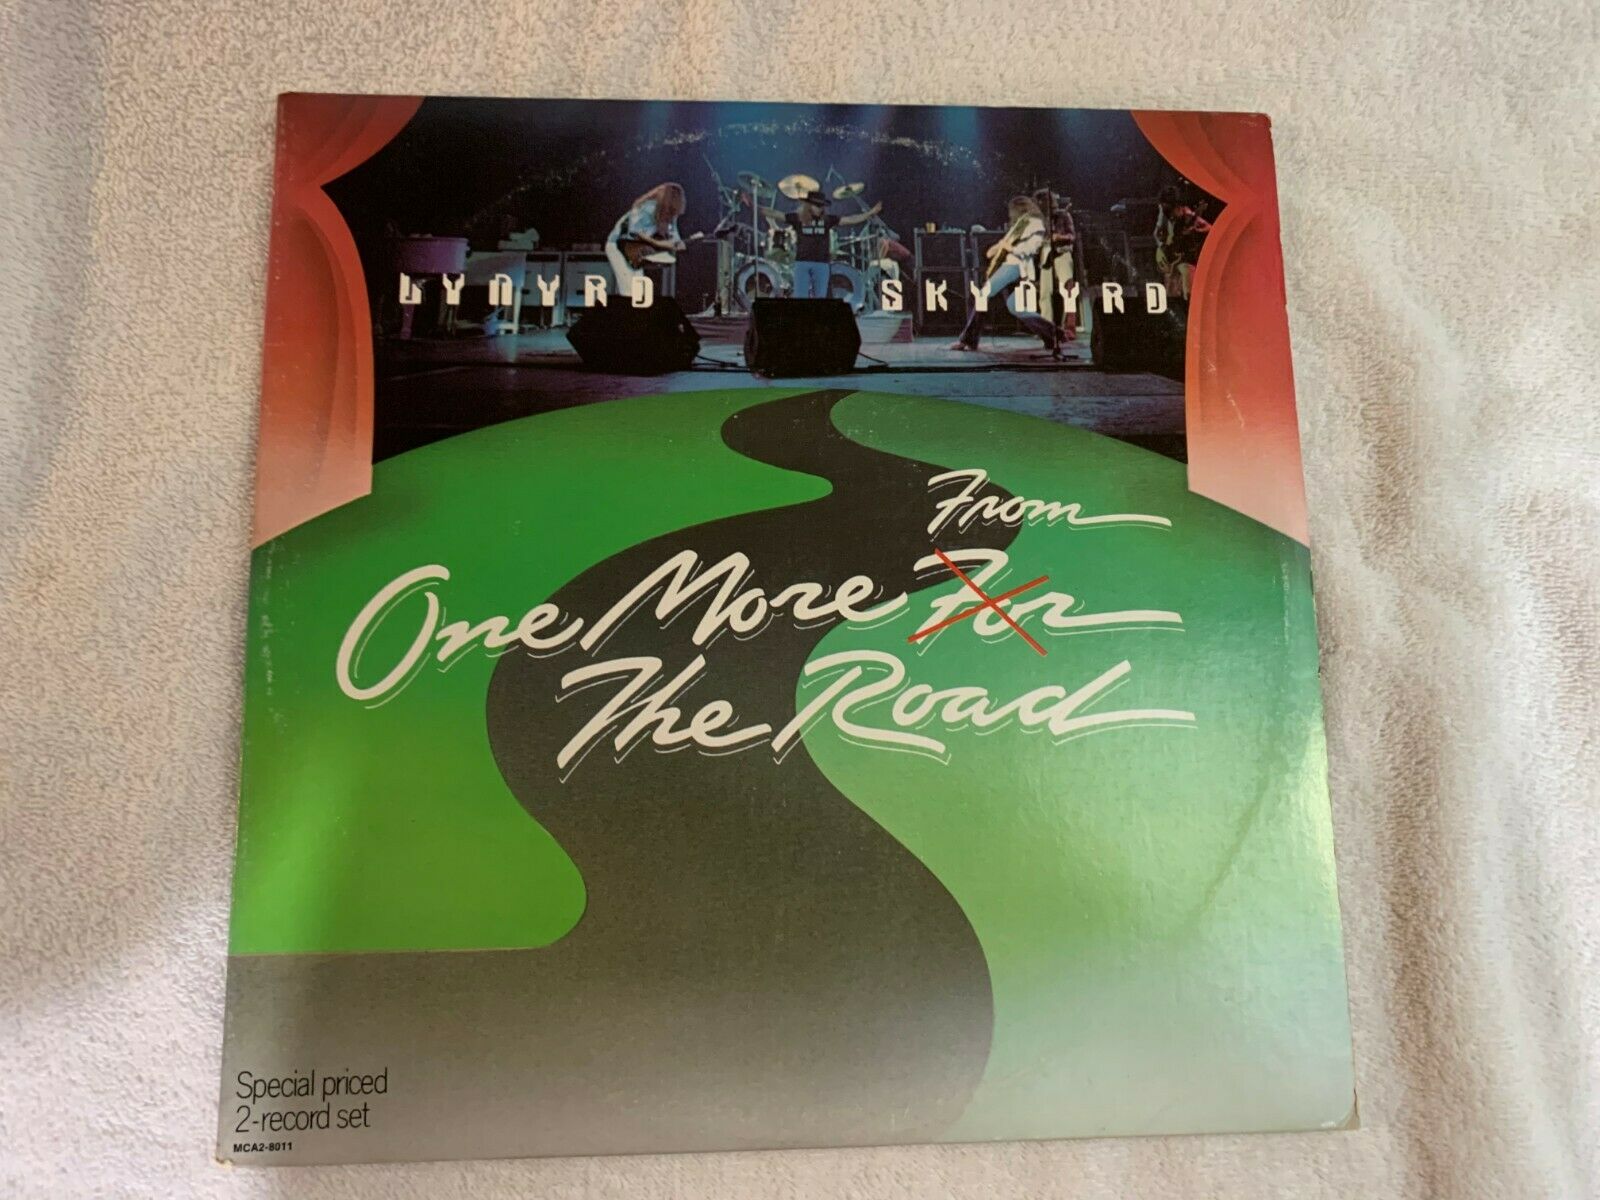 LYNYRD SKYNYRD
From
One More For
The Road
Special priced
2-record set
MCA2-8011